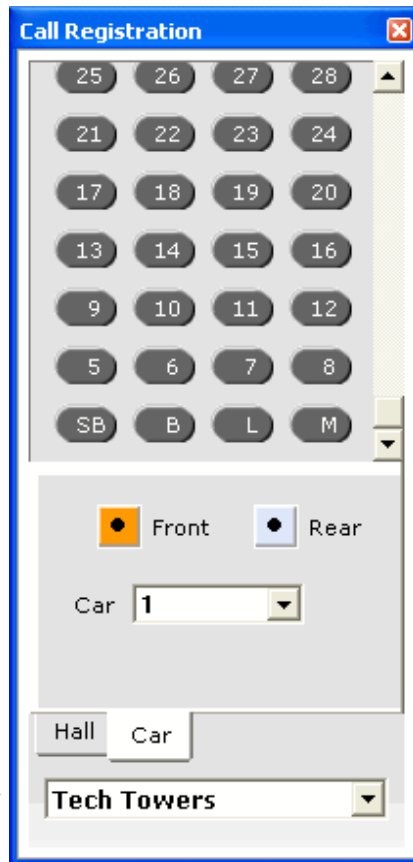 Call Registration
25 26 27 28
21 22 23 24
17 18 19 20
13 14 15 16
9 10 11 12
5 6 7 8
SB B L M
Front Rear
Car 1
Hall Car
Tech Towers